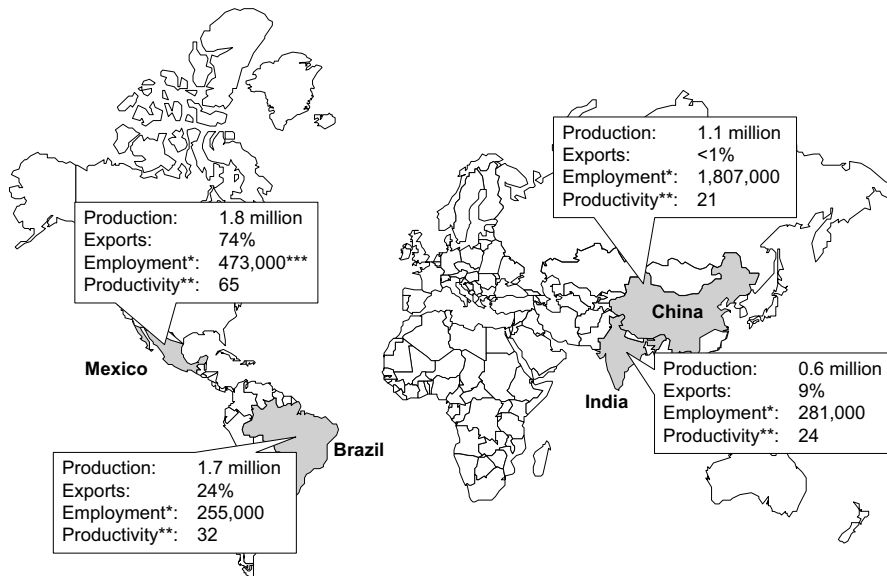 Production: 1.1 million
Exports: <1%
Employment*: 1,807,000
Productivity**: 21
Production: 1.8 million
Exports: 74%
Employment*: 473,000***
Productivity**: 65
China
Mexico
Production: 0.6 million
Exports: 9%
Employment*: 281,000
Productivity**: 24
India
Brazil
Production: 1.7 million
Exports: 24%
Employment*: 255,000
Productivity**: 32